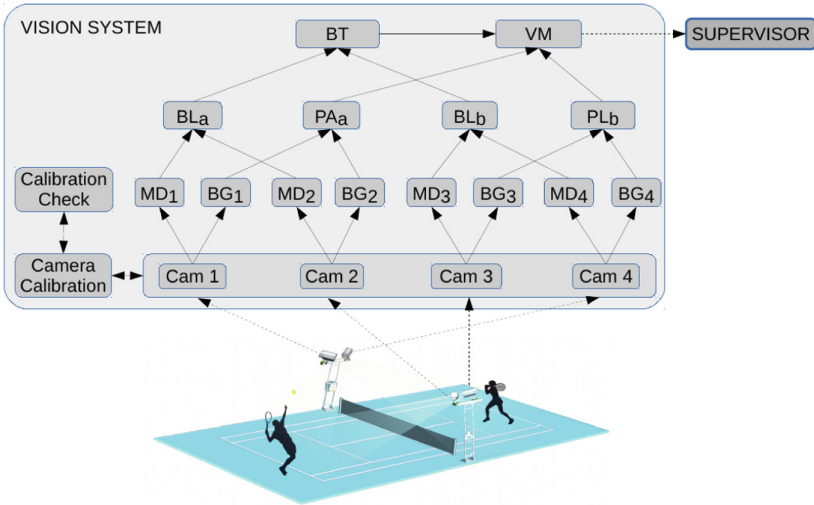 VISION SYSTEM
BT
VM
SUPERVISOR
BLa
PAa
BLb
PLb
Calibration
Check
MD1
BG1
MD2
BG2
MD3
BG3
MD4
BG4
Camera
Calibration
Cam 1
Cam 2
Cam 3
Cam 4